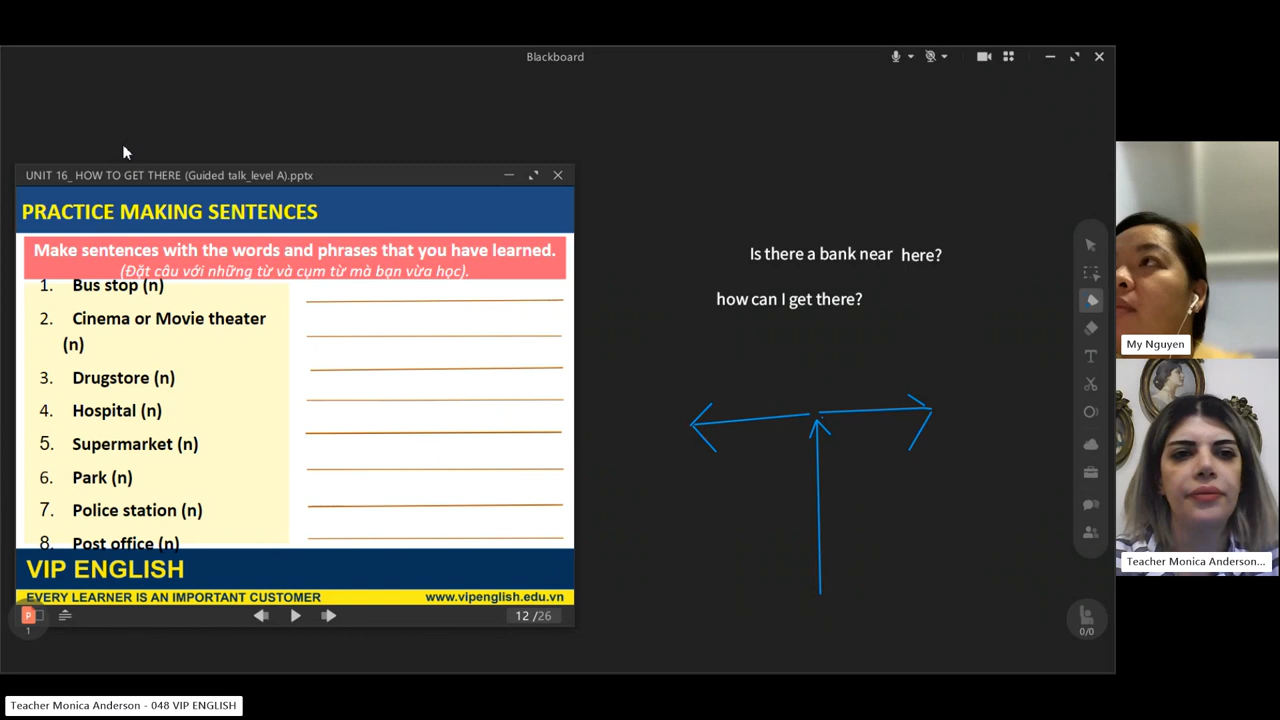 Blackboard
UNIT 16_ HOW TO GET THERE (Guided talk_level A).pptx
PRACTICE MAKING SENTENCES
Make sentences with the words and phrases that you have learned.
(Đặt câu với những từ và cụm từ mà bạn vừa học).
1. Bus stop (n)
2. Cinema or Movie theater
(n)
3. Drugstore (n)
4. Hospital (n)
5. Supermarket (n)
6. Park (n)
7. Police station (n)
8. Post office (n)
VIP ENGLISH
EVERY LEARNER IS AN IMPORTANT CUSTOMER www.vipenglish.edu.vn
P
1
12 /26
Is there a bank near here?
how can I get there?
T
0/0
My Nguyen
Teacher Monica Anderson...
Teacher Monica Anderson - 048 VIP ENGLISH